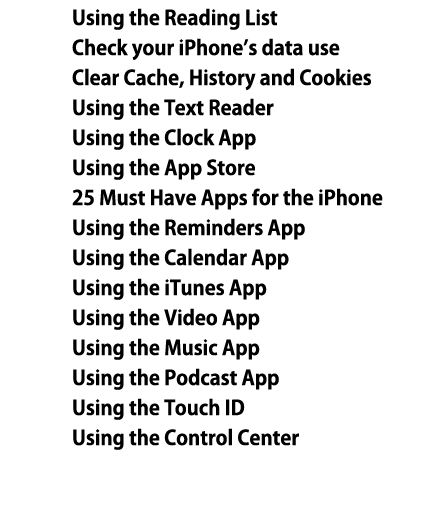 Using the Reading List
Check your iPhone’s data use
Clear Cache, History and Cookies
Using the Text Reader
Using the Clock App
Using the App Store
25 Must Have Apps for the iPhone
Using the Reminders App
Using the Calendar App
Using the iTunes App
Using the Video App
Using the Music App
Using the Podcast App
Using the Touch ID
Using the Control Center